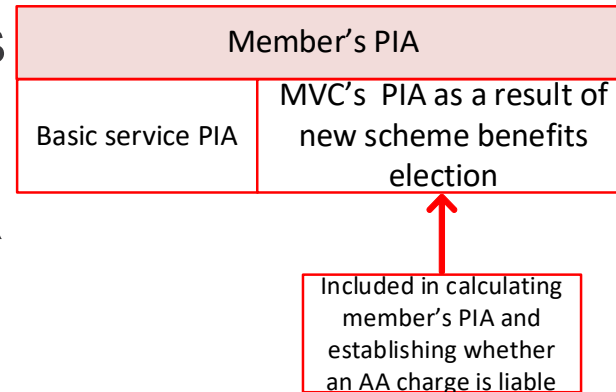 S
Member’s PIA
Basic service PIA
MVC’s PIA as a result of
new scheme benefits
election
Included in calculating
member’s PIA and
establishing whether
an AA charge is liable